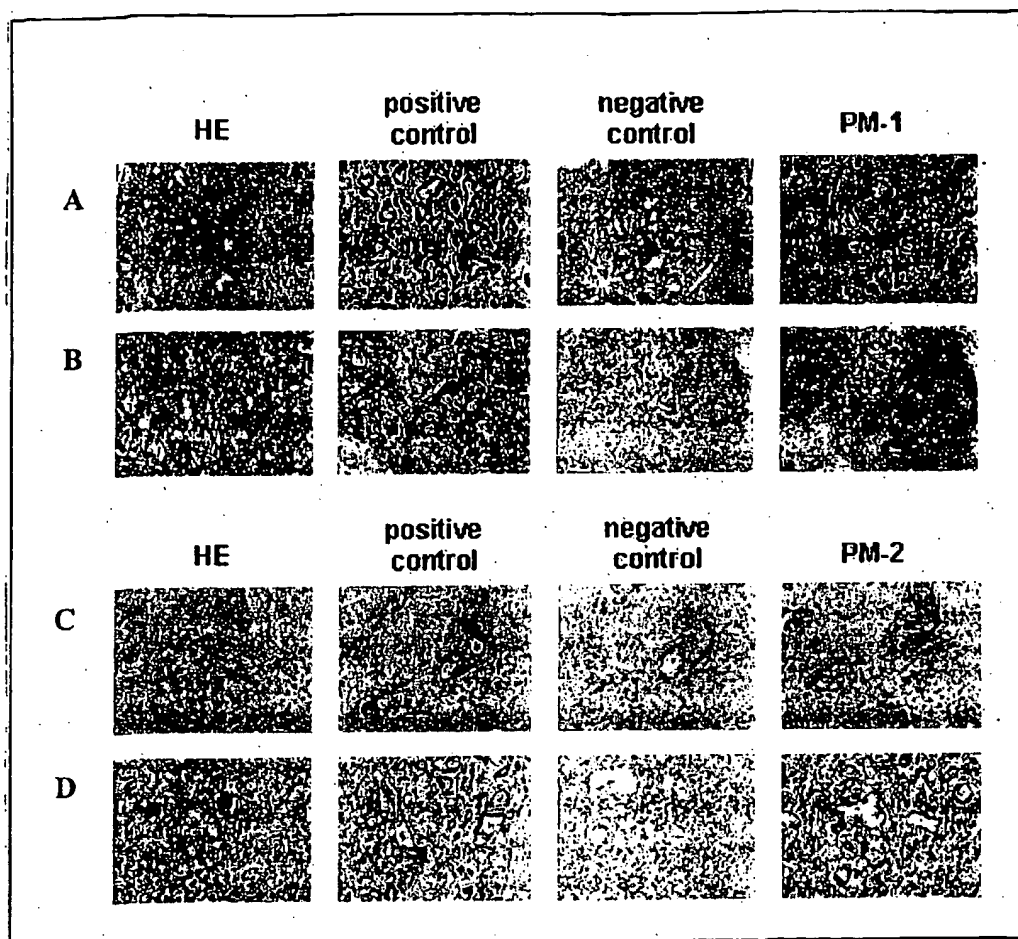 HE positive control negative control PM-1
A
B
HE positive control negative control PM-2
C
D